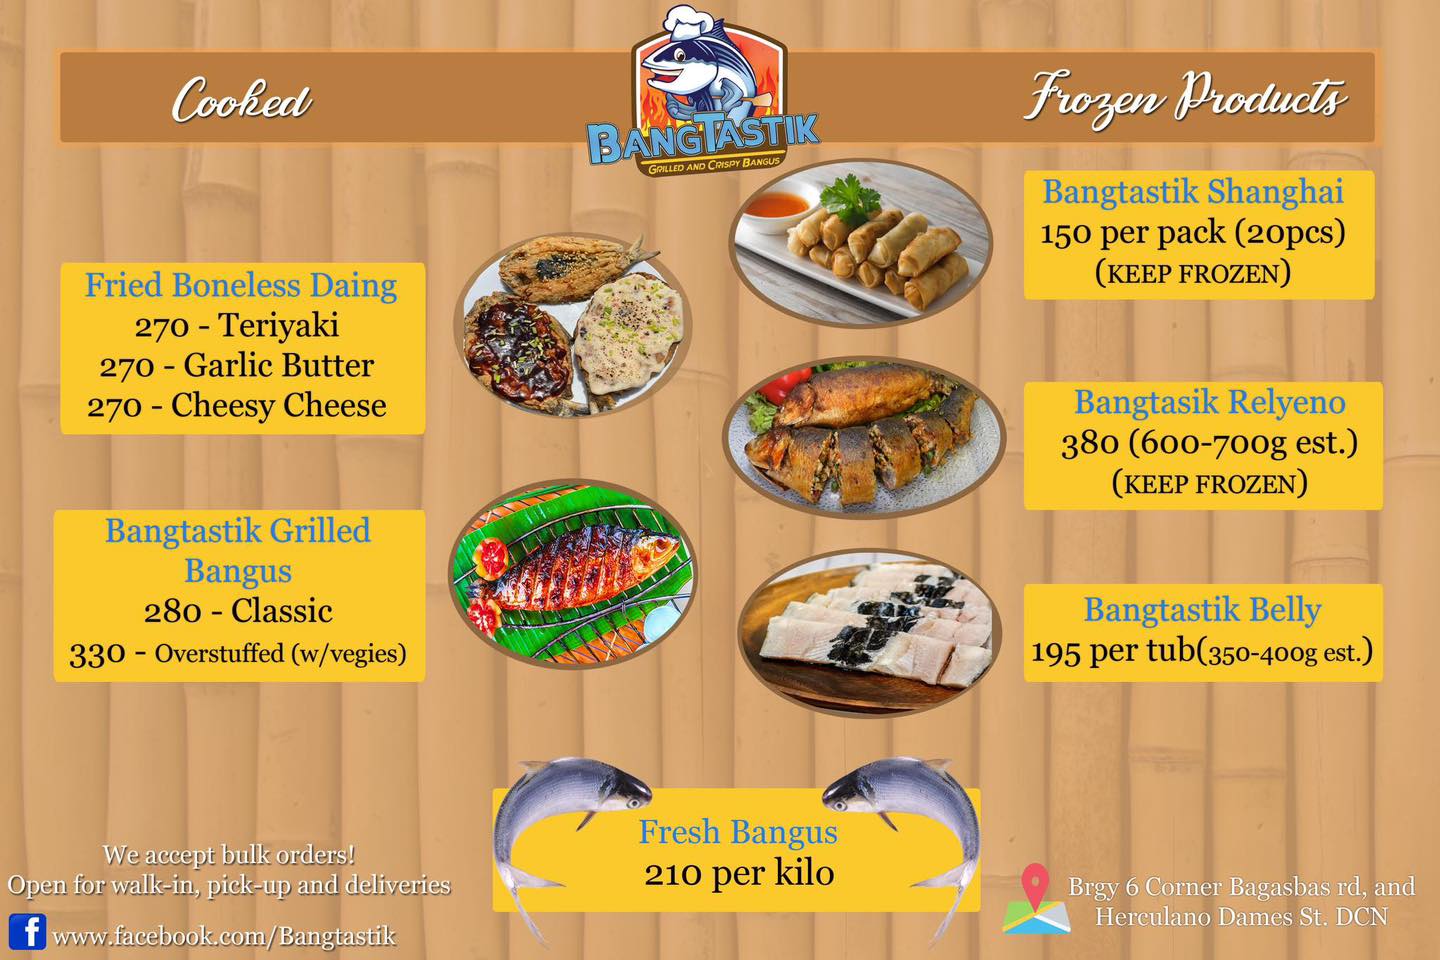 Cooked
BANGTASTIK
GRILLED AND CRISPY BANGUS
Frozen Products
Fried Boneless Daing
270 - Teriyaki
270 - Garlic Butter
270 - Cheesy Cheese
Bangtastik Grilled
Bangus
280 - Classic
330 - Overstuffed (w/vegies)
Bangtastik Shanghai
150 per pack (20pcs)
(KEEP FROZEN)
Bangtasik Relyeno
380 (600-700g est.)
(KEEP FROZEN)
Bangtastik Belly
195 per tub(350-400g est.)
Fresh Bangus
210 per kilo
We accept bulk orders!
Open for walk-in, pick-up and deliveries
f www.facebook.com/Bangtastik
Brgy 6 Corner Bagasbas rd, and
Herculano Dames St. DCN